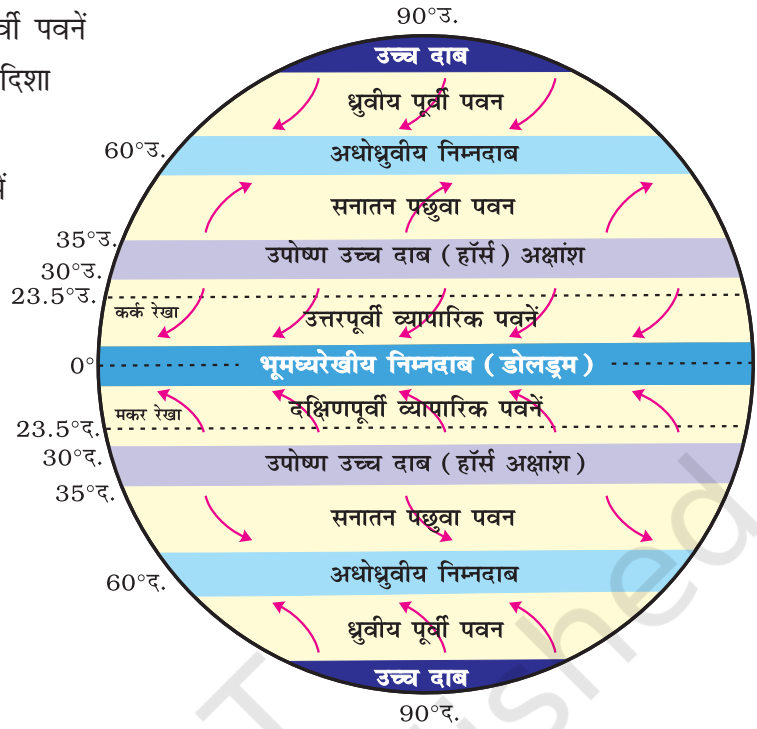 र्वी पवनें
दिशा
में
90°उ.
उच्च दाब
ध्रुवीय पूर्वी पवन
60°उ.
अधोध्रुवीय निम्नदाब
सनातन पछुवा पवन
35°उ.
उपोष्ण उच्च दाब (हॉर्स) अक्षांश
30°उ.
23.5°उ.
कर्क रेखा
उत्तरपूर्वी व्यापारिक पवनें
0°
भूमघ्यरेखीय निम्नदाब (डोलड्रम)
मकर रेखा
दक्षिणपूर्वी व्यापारिक पवनें
23.5°द.
30°द.
उपोष्ण उच्च दाब (हॉर्स अक्षांश)
35°द.
सनातन पछुवा पवन
60°द.
अधोध्रुवीय निम्नदाब
ध्रुवीय पूर्वी पवन
उच्च दाब
90°द.